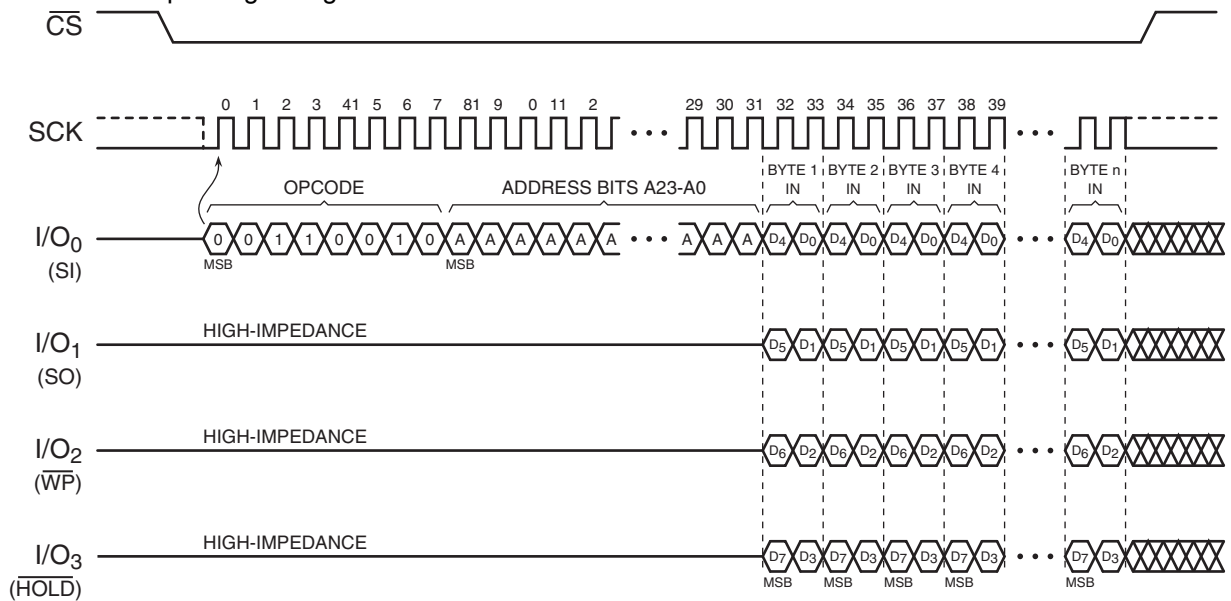 CS
SCK
0 1 2 3 41 5 6 7 81 9 0 11 2 29 30 31 32 33 34 35 36 37 38 39
OPCODE
ADDRESS BITS A23-A0
BYTE 1 IN
BYTE 2 IN
BYTE 3 IN
BYTE 4 IN
BYTE n IN
I/O0
(SI)
0 0 1 1 0 0 1 0 A A A A A A A A A D4 D0 D4 D0 D4 D0 D4 D0 D4 D0
MSB MSB
I/O1
(SO)
HIGH-IMPEDANCE
D5 D1 D5 D1 D5 D1 D5 D1 D5 D1
I/O2
(WP)
HIGH-IMPEDANCE
D6 D2 D6 D2 D6 D2 D6 D2 D6 D2
I/O3
(HOLD)
HIGH-IMPEDANCE
D7 D3 D7 D3 D7 D3 D7 D3 D7 D3
MSB MSB MSB MSB MSB